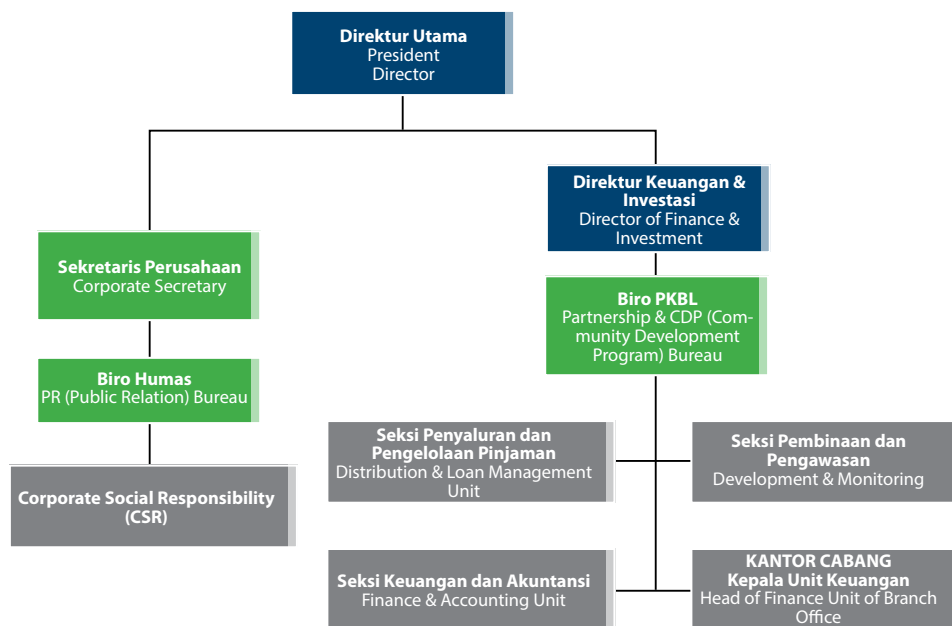 Direktur Utama
President
Director
Direktur Keuangan &
Investasi
Director of Finance &
Investment
Sekretaris Perusahaan
Corporate Secretary
Biro PKBL
Partnership & CDP (Com-
munity Development
Program) Bureau
Biro Humas
PR (Public Relation) Bureau
Seksi Penyaluran dan
Pengelolaan Pinjaman
Distribution & Loan Management
Unit
Seksi Pembinaan dan
Pengawasan
Development & Monitoring
Corporate Social Responsibility
(CSR)
Seksi Keuangan dan Akuntansi
Finance & Accounting Unit
KANTOR CABANG
Kepala Unit Keuangan
Head of Finance Unit of Branch
Office